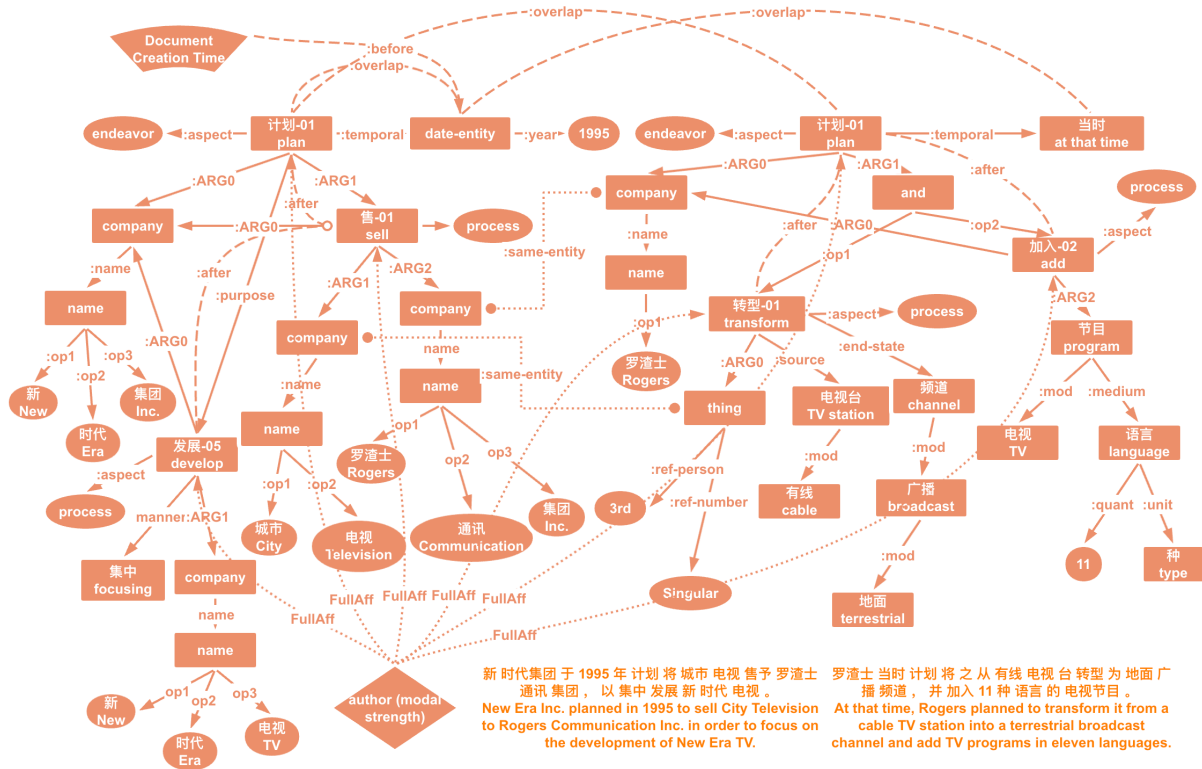 :overlap
:overlap
Document
Creation Time
:before
:overlap
endeavor
:aspect
计划-01
plan
:temporal
date-entity
:year
1995
endeavor
:aspect
计划-01
plan
:temporal
当时
at that time
:ARG0
:ARG1
:after
:ARG0
:ARG1
:after
company
:ARG0
售-01
sell
process
company
and
process
:same-entity
:name
:after
:ARG0
:op2
:aspect
加入-02
add
:name
:after
:purpose
:ARG1
:ARG2
name
:op1
:ARG2
name
company
转型-01
transform
:aspect
process
节目
program
:ARG0
company
name
:op1
:ARG0
:source
:end-state
:op1
:op2
:op3
:name
:same-entity
罗渣士
Rogers
:mod
:medium
新
New
集团
Inc.
name
thing
电视台
TV station
频道
channel
时代
Era
name
op1
op2
op3
发展-05
develop
罗渣士
Rogers
电视
TV
语言
language
:aspect
:op1
:op2
:ref-person
:mod
:mod
process
manner
:ARG1
城市
City
电视
Television
通讯
Communication
集团
Inc.
3rd
:ref-number
有线
cable
广播
broadcast
:quant
:unit
集中
focusing
company
:mod
11
种
type
FullAff
FullAff
FullAff
FullAff
FullAff
FullAff
Singular
地面
terrestrial
name
name
op1
op2
op3
新
New
时代
Era
电视
TV
author (modal
strength)
新 时代集团 于 1995 年 计划 将 城市 电视 售予 罗渣士
通讯 集团 ， 以 集中 发展 新 时代 电视 。
New Era Inc. planned in 1995 to sell City Television
to Rogers Communication Inc. in order to focus on
the development of New Era TV.
罗渣士 当时 计划 将 之 从 有线 电视 台 转型 为 地面 广
播 频道 ， 并 加入 11 种 语言 的 电视节目 。
At that time, Rogers planned to transform it from a
cable TV station into a terrestrial broadcast
channel and add TV programs in eleven languages.